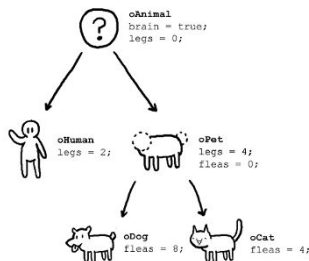 ?
oAnimal
brain = true;
legs = 0;
oHuman
legs = 2;
oPet
legs = 4;
fleas = 0;
oDog
fleas = 8;
oCat
fleas = 4;